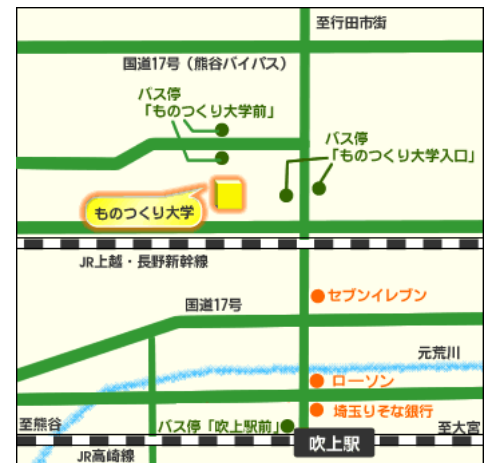 至行田市街
国道17号（熊谷バイパス）
バス停
「ものつくり大学前」
バス停
「ものつくり大学入口」
ものつくり大学
JR上越・長野新幹線
セブンイレブン
国道17号
元荒川
ローソン
埼玉りそな銀行
至熊谷
バス停「吹上駅前」
至大宮
吹上駅
JR高崎線